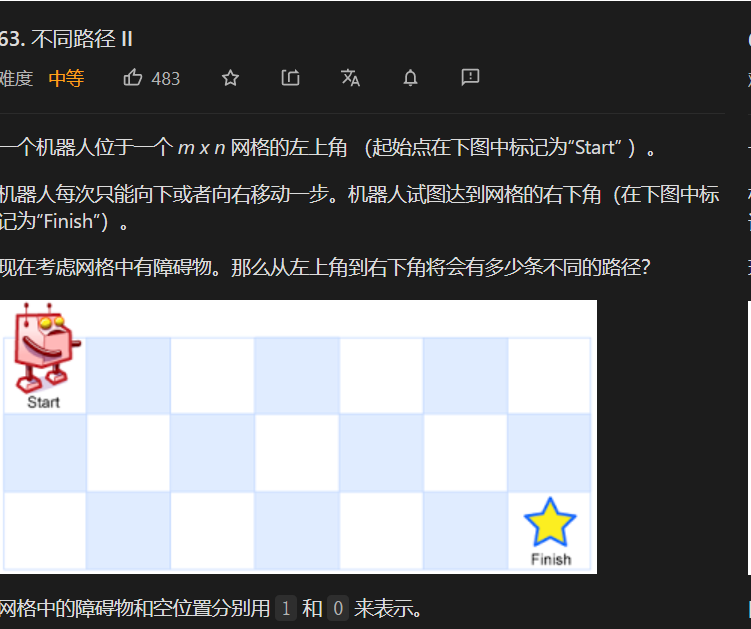 63. 不同路径 II
难度 中等 483
一个机器人位于一个 m x n 网格的左上角 （起始点在下图中标记为“Start” ）。
机器人每次只能向下或者向右移动一步。机器人试图达到网格的右下角（在下图中标
记为“Finish”）。
现在考虑网格中有障碍物。那么从左上角到右下角将会有多少条不同的路径？
Start
Finish
网格中的障碍物和空位置分别用 1 和 0 来表示。